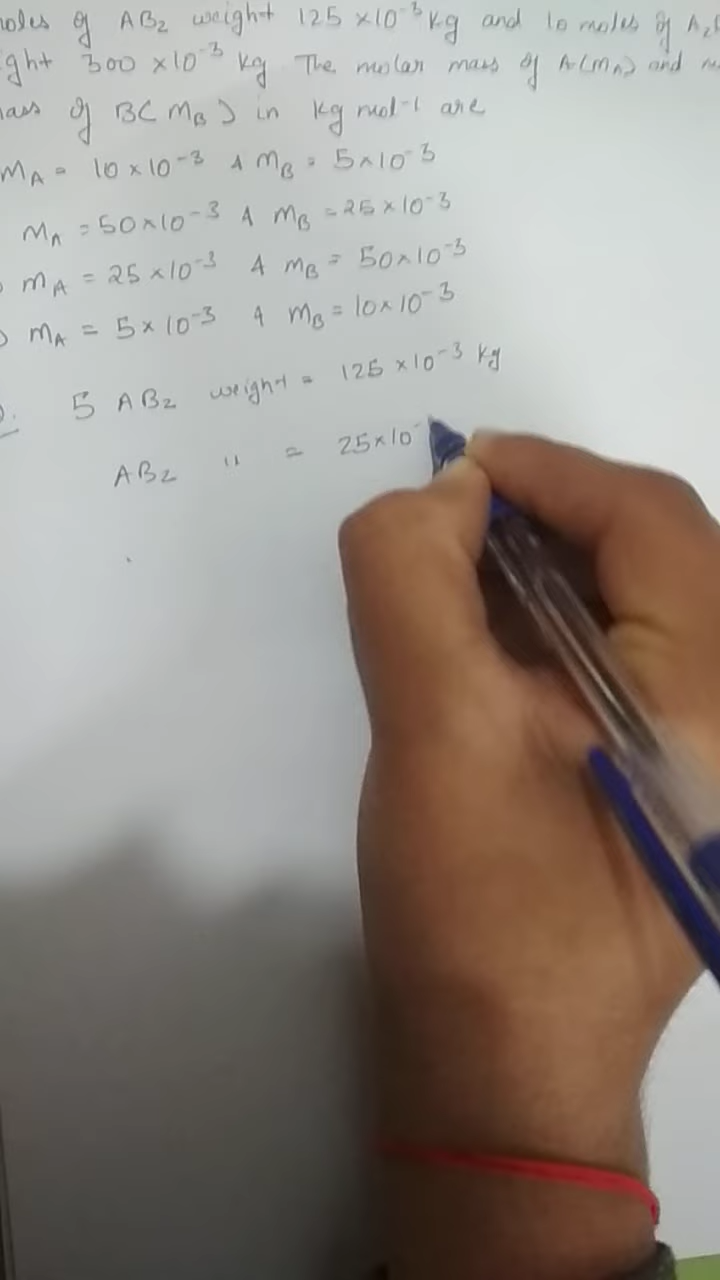 moles of AB2 weight 125 ×10-3 kg and 10 moles of A2
300 ×10-3 kg The molar mass of A(MA) and
of B(MB) in kg mol-1 are
MA = 10×10-3 & MB = 5×10-3
MA = 50×10-3 & MB = 25×10-3
MA = 25×10-3 & MB = 50×10-3
MA = 5×10-3 & MB = 10×10-3
5 AB2 weight = 125 ×10-3 kg
AB2 " = 25×10-